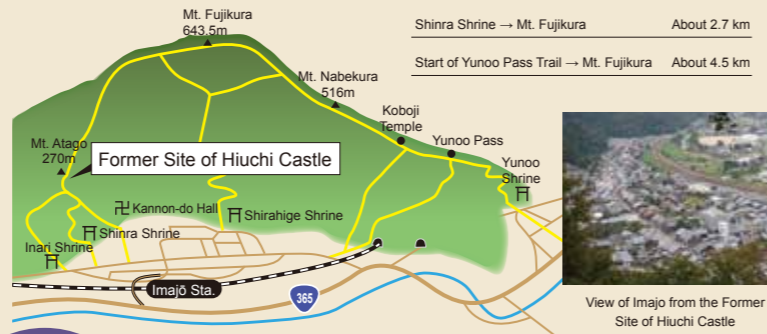 Mt. Fujikura
643.5m
Shinra Shrine → Mt. Fujikura About 2.7 km
Start of Yunoo Pass Trail → Mt. Fujikura About 4.5 km
Mt. Nabekura
516m
Koboji
Temple
Yunoo Pass
Yunoo
Shrine
Mt. Atago
270m
Former Site of Hiuchi Castle
Kannon-do Hall
Shirahige Shrine
Shinra Shrine
Inari Shrine
Imajō Sta.
365
View of Imajo from the Former
Site of Hiuchi Castle